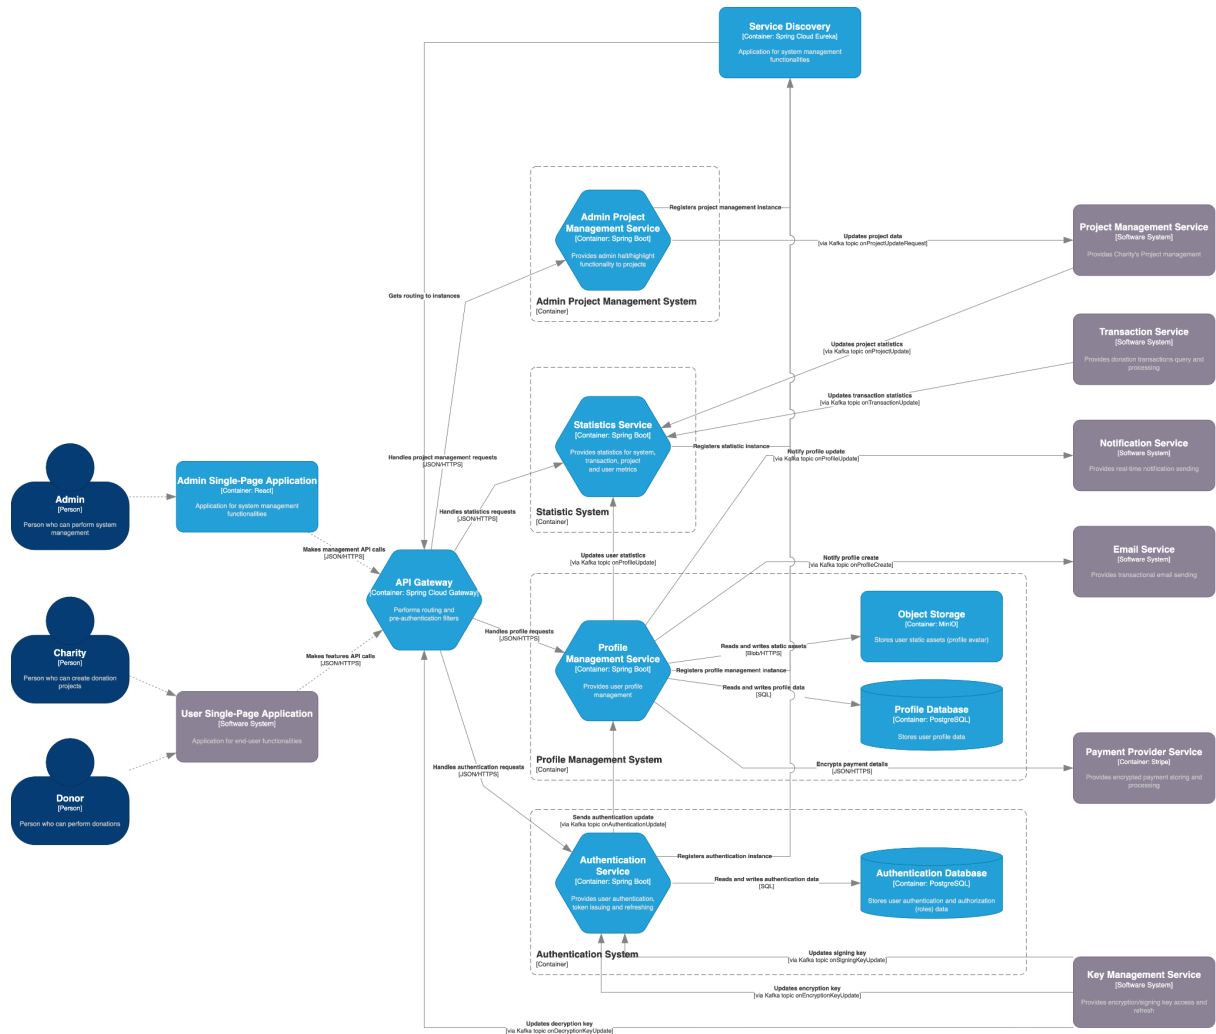 Service Discovery
[Container: Spring Cloud Eureka]
Application for system management
functionalities
Admin Project
Management Service
[Container: Spring Boot]
Provides admin halt/highlight
functionality to projects
Admin Project Management System
[Container]
Registers project management instance
Updates project data
[via Kafka topic onProjectUpdateRequest]
Project Management Service
[Software System]
Provides Charity's Project management
Gets routing to instances
Updates project statistics
[via Kafka topic onProjectUpdate]
Transaction Service
[Software System]
Provides donation transactions query and
processing
Updates transaction statistics
[via Kafka topic onTransactionUpdate]
Statistics Service
[Container: Spring Boot]
Provides statistics for system,
transaction, project
and user metrics
Statistic System
[Container]
Registers statistic instance
Notify profile update
[via Kafka topic onProfileUpdate]
Notification Service
[Software System]
Provides real-time notification sending
Handles project management requests
[JSON/HTTPS]
Admin
[Person]
Person who can perform system
management
Admin Single-Page Application
[Container: React]
Application for system management
functionalities
Handles statistics requests
[JSON/HTTPS]
Makes management API calls
[JSON/HTTPS]
Updates user statistics
[via Kafka topic onProfileUpdate]
Notify profile create
[via Kafka topic onProfileCreate]
Email Service
[Software System]
Provides transactional email sending
API Gateway
[Container: Spring Cloud Gateway]
Performs routing and
pre-authentication filters
Object Storage
[Container: MinIO]
Stores user static assets (profile avatar)
Handles profile requests
[JSON/HTTPS]
Charity
[Person]
Person who can create donation
projects
Makes features API calls
[JSON/HTTPS]
Profile
Management Service
[Container: Spring Boot]
Provides user profile
management
Reads and writes static assets
[Blob/HTTPS]
Registers profile management instance
Reads and writes profile data
[SQL]
Profile Database
[Container: PostgreSQL]
Stores user profile data
User Single-Page Application
[Software System]
Application for end-user functionalities
Profile Management System
[Container]
Encrypts payment details
[JSON/HTTPS]
Payment Provider Service
[Container: Stripe]
Provides encrypted payment storing and
processing
Handles authentication requests
[JSON/HTTPS]
Donor
[Person]
Person who can perform donations
Sends authentication update
[via Kafka topic onAuthenticationUpdate]
Authentication
Service
[Container: Spring Boot]
Provides user authentication,
token issuing and refreshing
Registers authentication instance
Reads and writes authentication data
[SQL]
Authentication Database
[Container: PostgreSQL]
Stores user authentication and authorization
(roles) data
Authentication System
[Container]
Updates signing key
[via Kafka topic onSigningKeyUpdate]
Key Management Service
[Software System]
Provides encryption/signing key access and
refresh
Updates encryption key
[via Kafka topic onEncryptionKeyUpdate]
Updates decryption key
[via Kafka topic onDecryptionKeyUpdate]